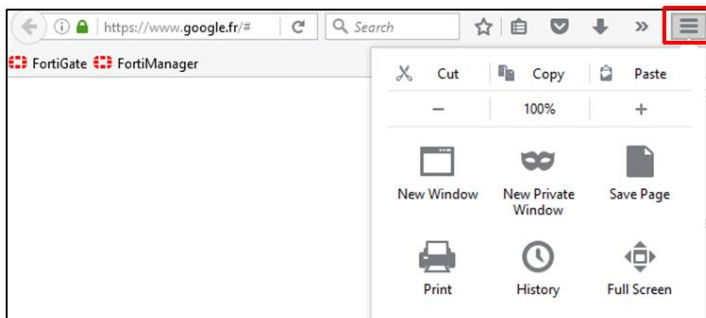 https://www.google.fr/# Search
FortiGate FortiManager
Cut Copy Paste
− 100% +
New Window New Private Window Save Page
Print History Full Screen